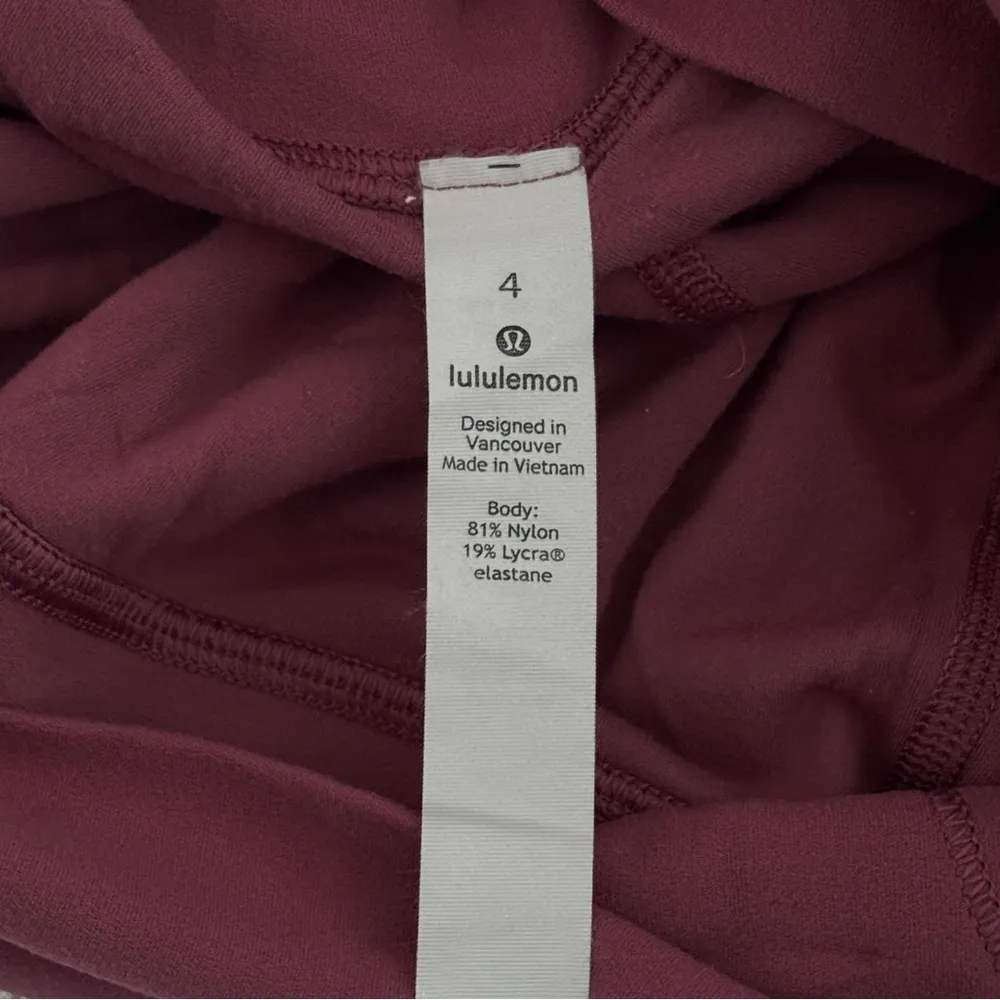 4
lululemon
Designed in
Vancouver
Made in Vietnam
Body:
81% Nylon
19% Lycra®
elastane